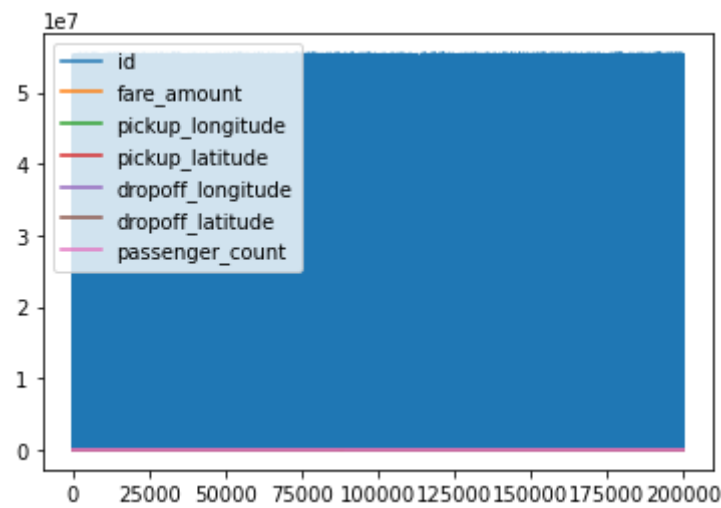 1e7
id
fare_amount
pickup_longitude
pickup_latitude
dropoff_longitude
dropoff_latitude
passenger_count
5
4
3
2
1
0
0 25000 50000 75000 100000 125000 150000 175000 200000